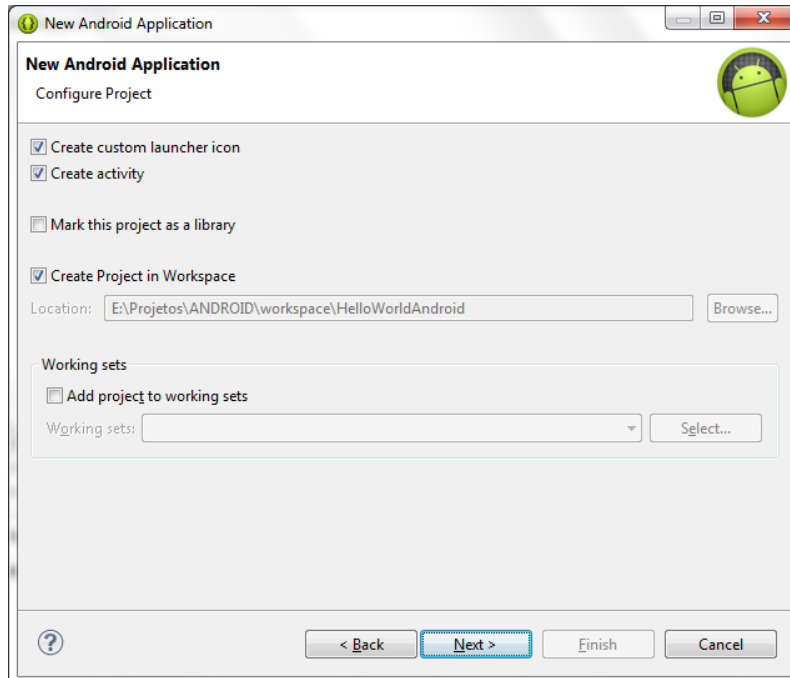 New Android Application
New Android Application
Configure Project
Create custom launcher icon
Create activity
Mark this project as a library
Create Project in Workspace
Location: E:\Projetos\ANDROID\workspace\HelloWorldAndroid Browse...
Working sets
Add project to working sets
Working sets: Select...
? < Back Next > Finish Cancel